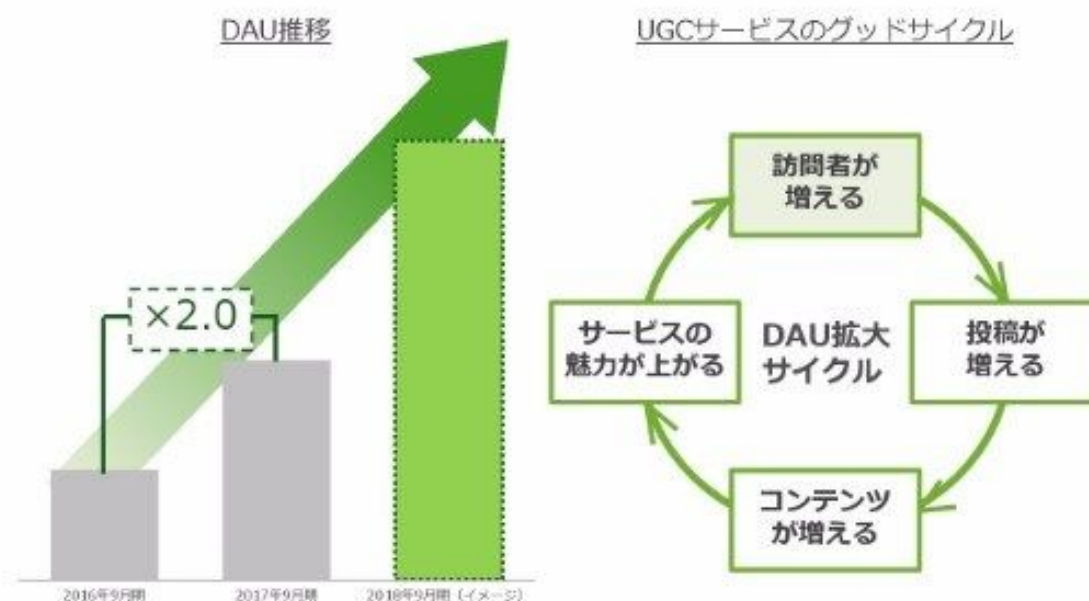 DAU推移
×2.0
2016年9月期
2017年9月期
2018年9月期（イメージ）
UGCサービスのグッドサイクル
訪問者が
増える
投稿が
増える
コンテンツ
が増える
サービスの
魅力が上がる
DAU拡大
サイクル